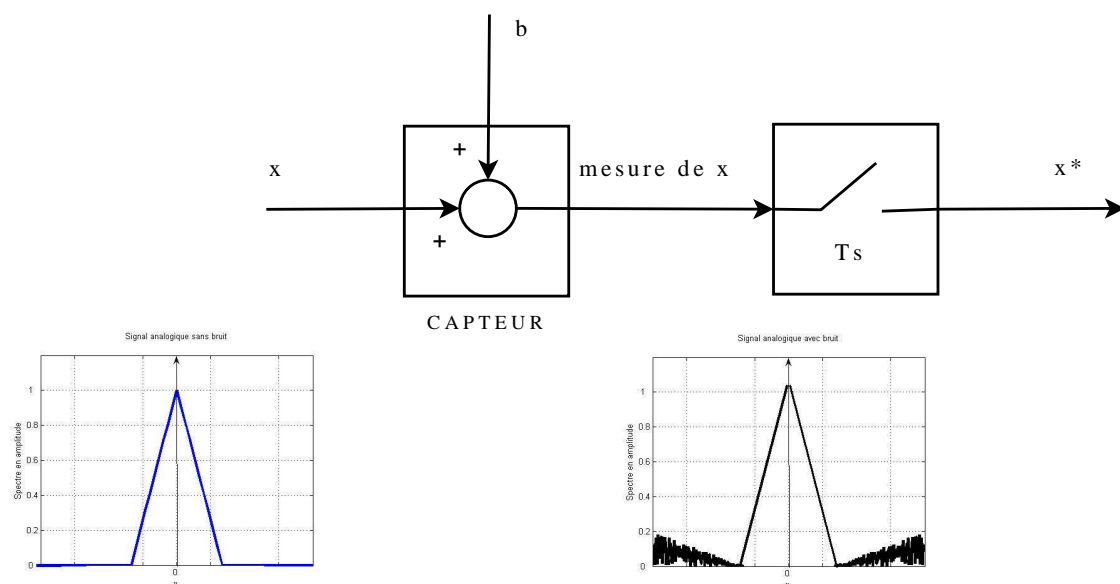 b
+
x
mesure de x
x*
+
Ts
CAPTEUR
Signal analogique sans bruit
Spectre en amplitude
1
0.8
0.6
0.4
0.2
0
0
Signal analogique avec bruit
Spectre en amplitude
1
0.8
0.6
0.4
0.2
0
0